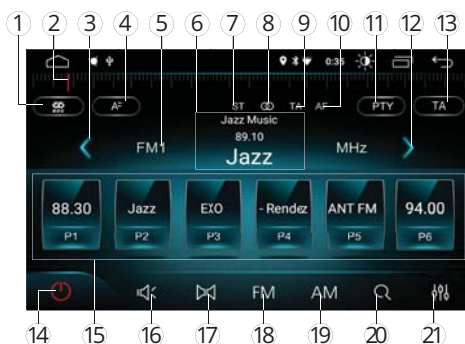 1 2 3 4 5 6 7 8 9 10 11 12 13
0:35
AF PTY TA
ST TA AF
Jazz Music
FM1 89.10 MHz
Jazz
88.30 Jazz EXO - Rendez ANT FM 94.00
P1 P2 P3 P4 P5 P6
FM AM
14 15 16 17 18 19 20 21